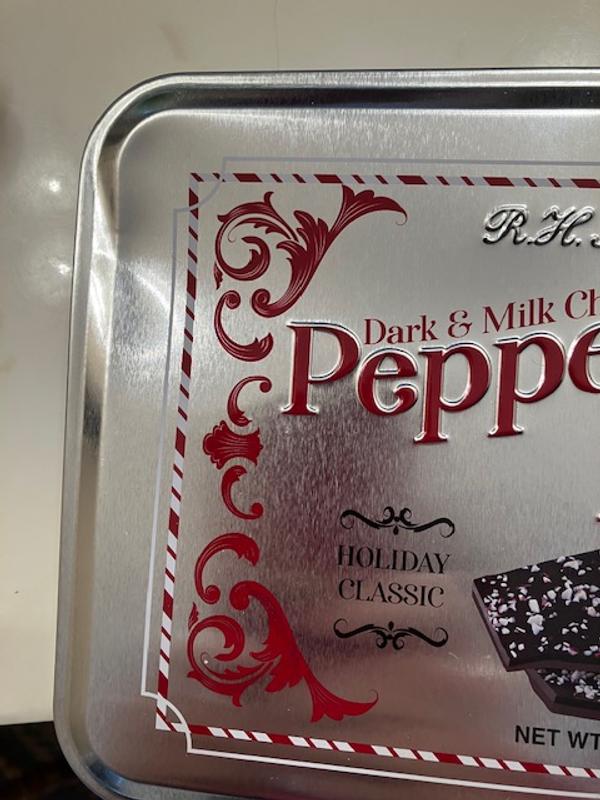 R.H.
Dark & Milk Ch
Peppe
HOLIDAY
CLASSIC
NET WT